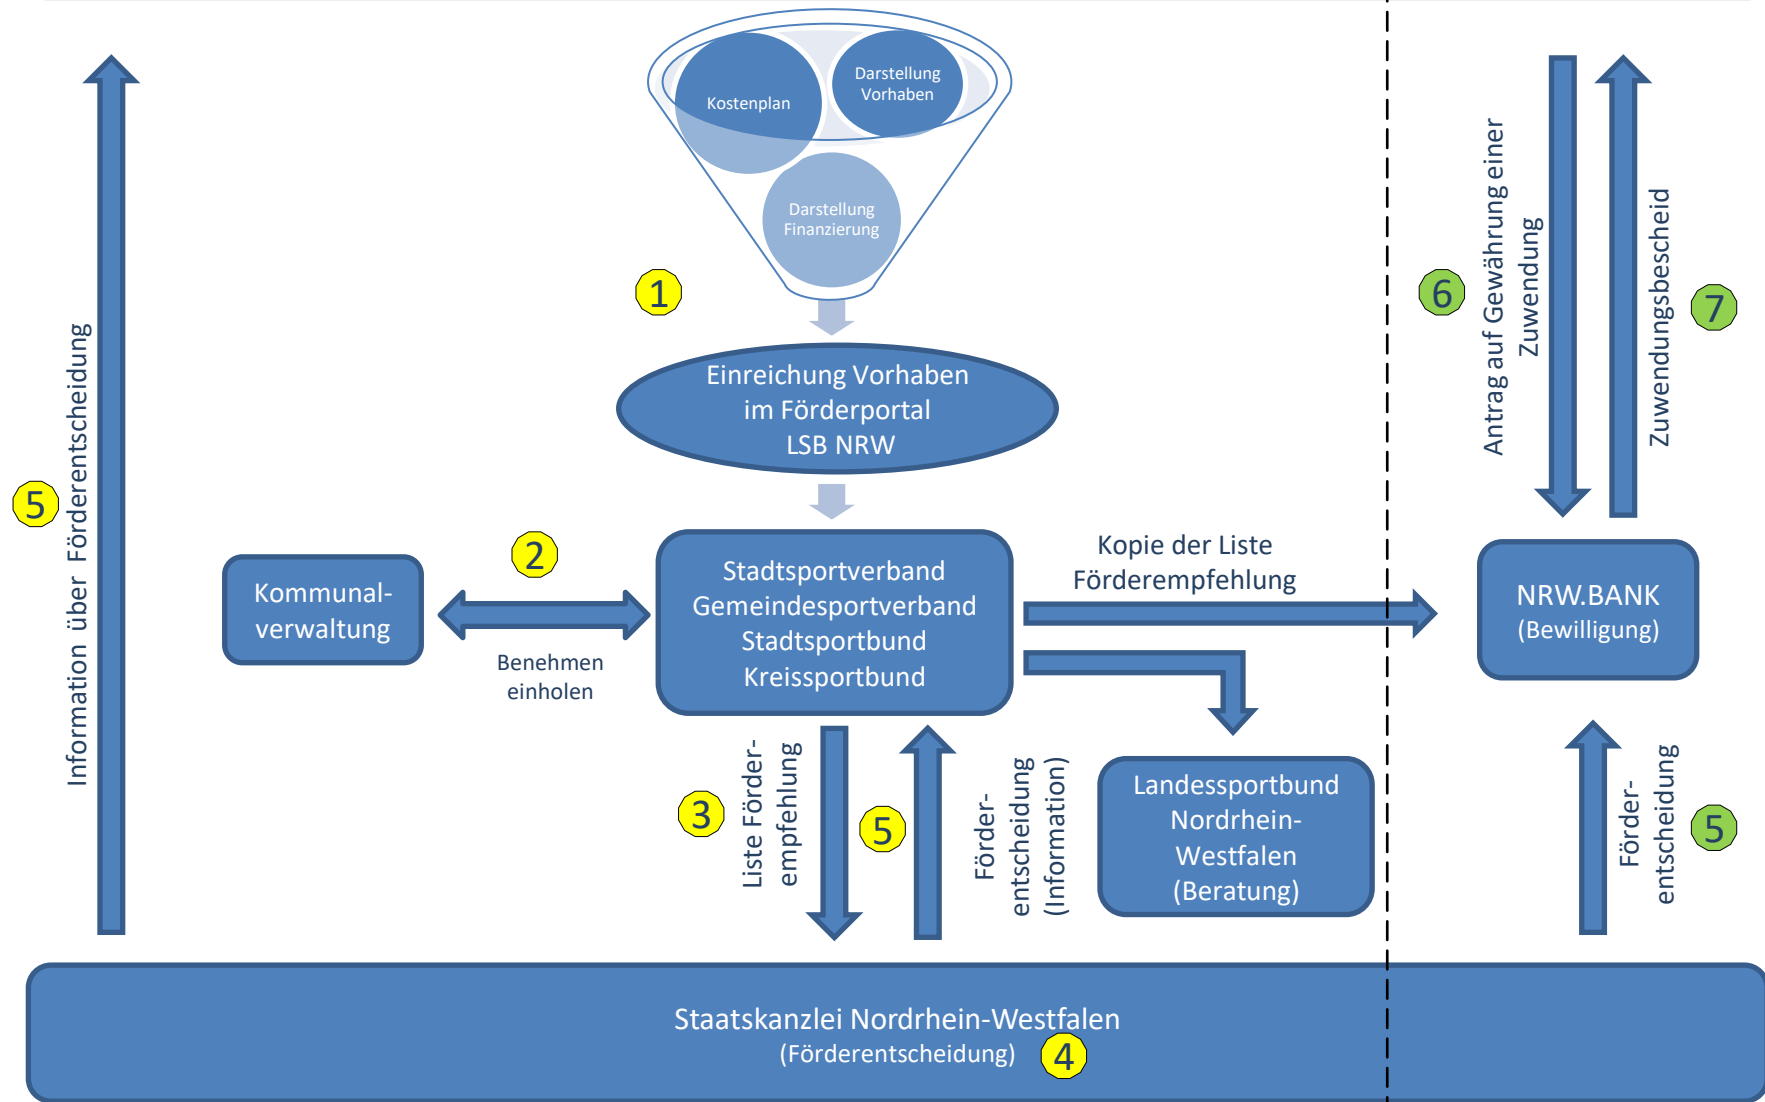 Kostenplan
Darstellung
Vorhaben
Darstellung
Finanzierung
1
Einreichung Vorhaben
im Förderportal
LSB NRW
5
Information über Förderentscheidung
Kommunal-
verwaltung
2
Benehmen
einholen
Stadtsportverband
Gemeindesportverband
Stadtsportbund
Kreissportbund
Kopie der Liste
Förderempfehlung
6
Antrag auf Gewährung einer
Zuwendung
Zuwendungsbescheid
7
NRW.BANK
(Bewilligung)
3
Liste Förder-
empfehlung
5
Förder-
entscheidung
(Information)
Landessportbund
Nordrhein-
Westfalen
(Beratung)
Förder-
entscheidung
5
Staatskanzlei Nordrhein-Westfalen
(Förderentscheidung)
4